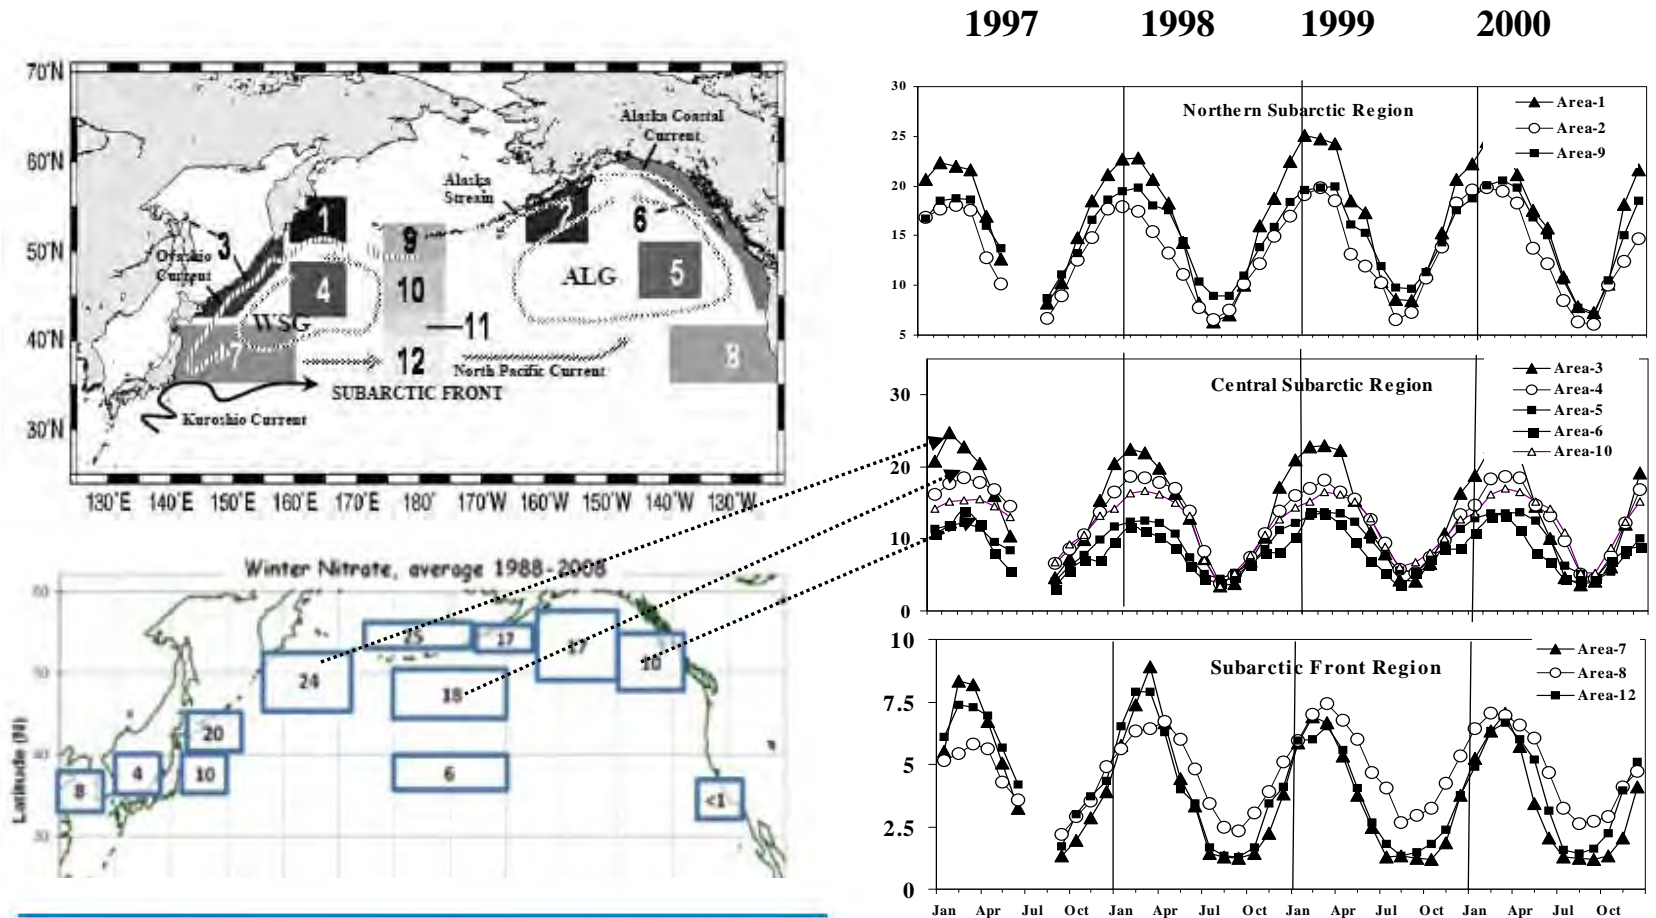 1997 1998 1999 2000
70°N
60°N
50°N
40°N
30°N
130°E 140°E 150°E 160°E 170°E 180° 170°W 160°W 150°W 140°W 130°W
Alaska Coastal
Current
Alaska
Stream
Oyashio
Current
1
2
3
4
5
6
7
8
9
10
11
12
ALG
WSG
North Pacific Current
SUBARCTIC FRONT
Kuroshio Current
Winter Nitrate, average 1988-2008
Latitude (N)
60
50
40
30
25
17
17
10
24
18
20
4
10
8
6
<1
30
25
20
15
10
5
Northern Subarctic Region
Area-1
Area-2
Area-9
30
20
10
0
Central Subarctic Region
Area-3
Area-4
Area-5
Area-6
Area-10
10
7.5
5
2.5
0
Subarctic Front Region
Area-7
Area-8
Area-12
Jan Apr Jul Oct Jan Apr Jul Oct Jan Apr Jul Oct Jan Apr Jul Oct